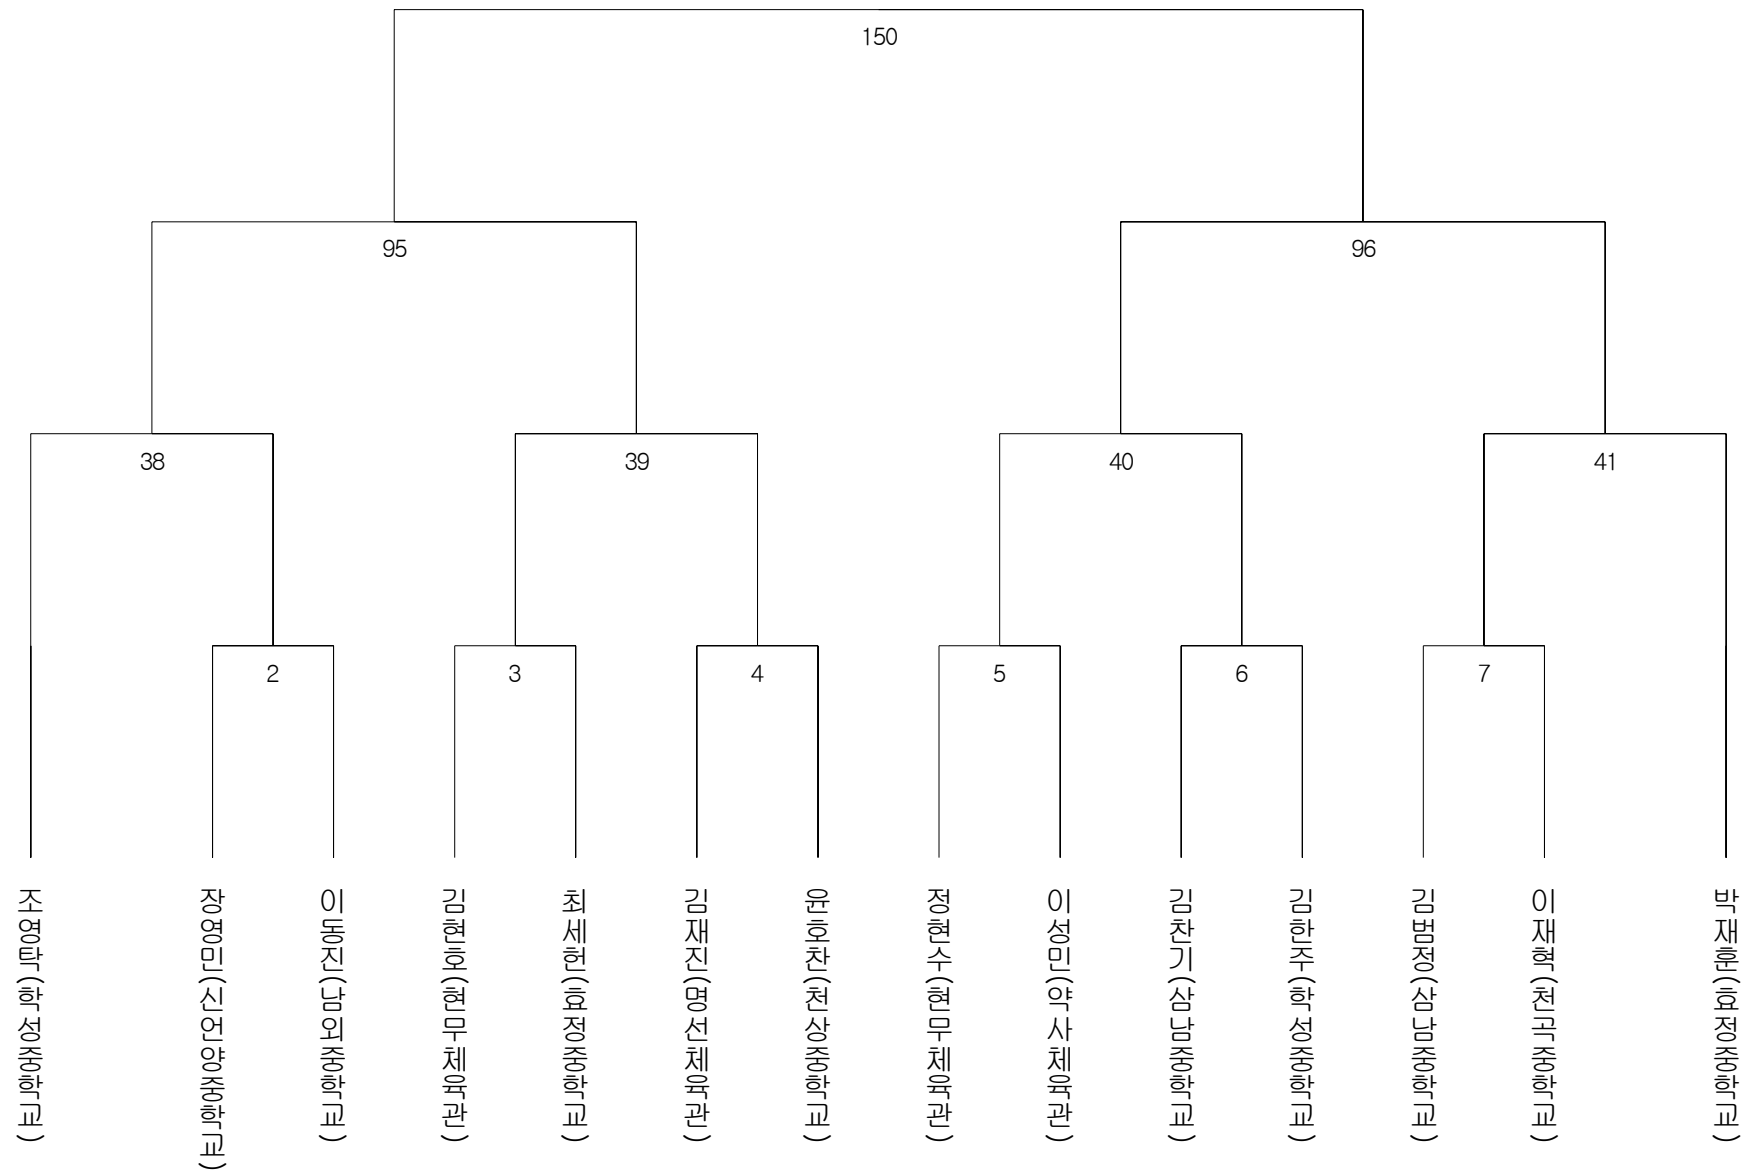 150
95
96
38
39
40
41
2
3
4
5
6
7
조영탁(학성중학교)
장영민(신언양중학교)
이동진(남외중학교)
김현호(현무체육관)
최세헌(효정중학교)
김재진(명선체육관)
윤호찬(천상중학교)
정현수(현무체육관)
이성민(약사체육관)
김찬기(삼남중학교)
김한주(학성중학교)
김범정(삼남중학교)
이재혁(천곡중학교)
박재훈(효정중학교)